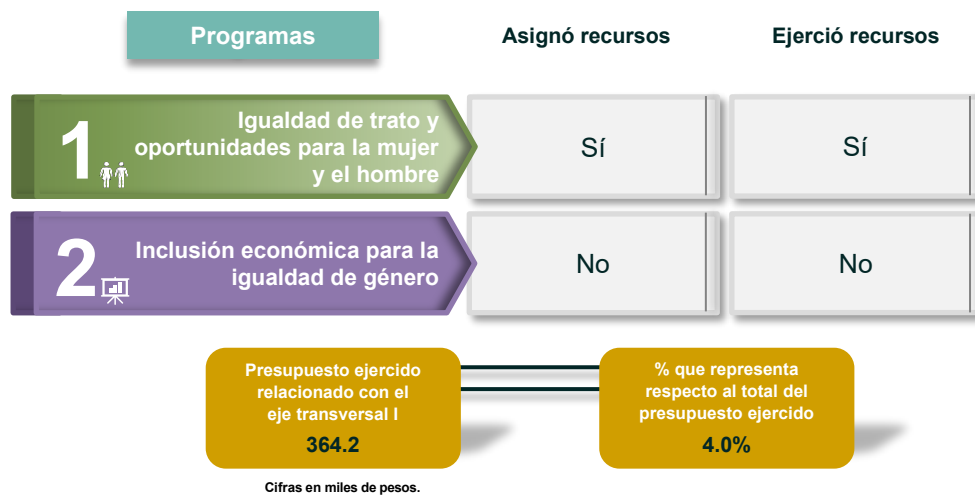 Programas
Asignó recursos
Ejerció recursos
1
Igualdad de trato y
oportunidades para la mujer
y el hombre
Sí
Sí
2
Inclusión económica para la
igualdad de género
No
No
Presupuesto ejercido
relacionado con el
eje transversal I
364.2
% que representa
respecto al total del
presupuesto ejercido
4.0%
Cifras en miles de pesos.